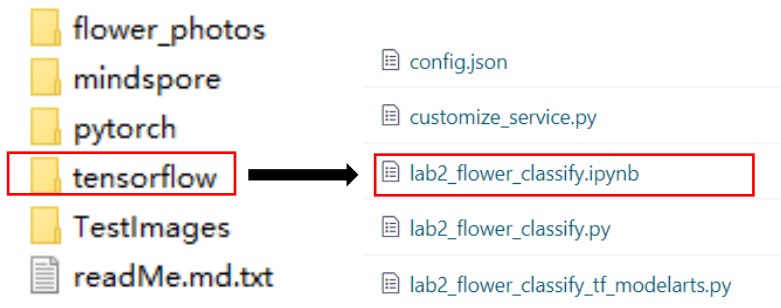 flower_photos
mindspore
pytorch
tensorflow
TestImages
readMe.md.txt
config.json
customize_service.py
lab2_flower_classify.ipynb
lab2_flower_classify.py
lab2_flower_classify_tf_modelarts.py